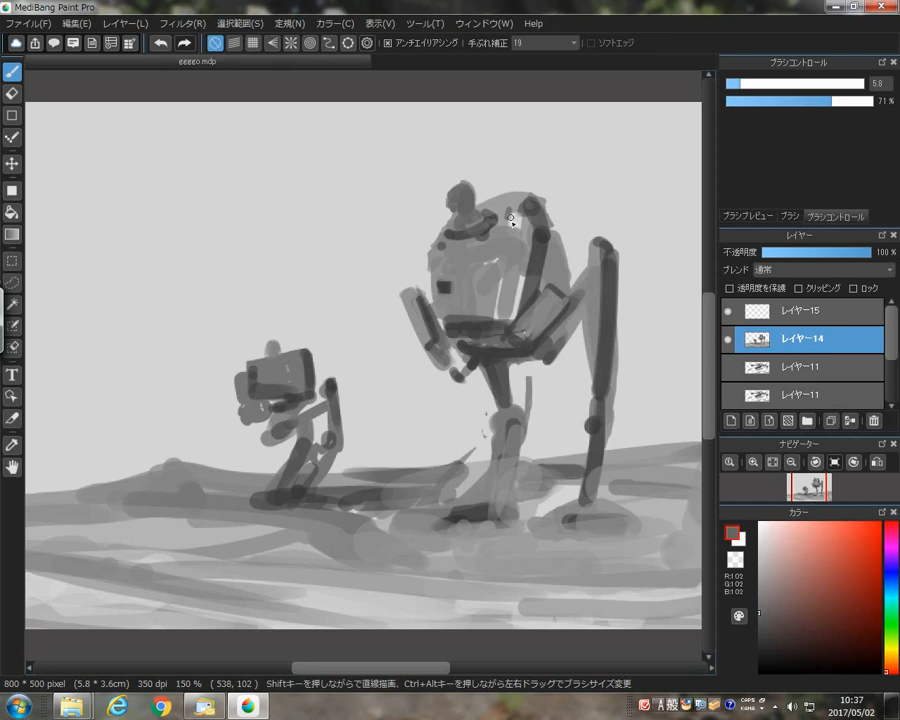 MediBang Paint Pro
ファイル(F) 編集(E) レイヤー(L) フィルタ(R) 選択範囲(S) 定規(N) カラー(C) 表示(V) ツール(T) ウィンドウ(W) Help
アンチエイリアシング 手ぶれ補正 19 ソフトエッジ
ggggo.mdp
ブラシコントロール
5.8
71 %
ブラシプレビュー ブラシ ブラシコントロール
レイヤー
不透明度 100 %
ブレンド 通常
透明度を保護 クリッピング ロック
レイヤー15
レイヤー14
レイヤー11
レイヤー11
ナビゲーター
カラー
R:102
G:102
B:102
800 * 500 pixel (5.8 * 3.6cm) 350 dpi 150 % ( 538, 102 ) Shiftキーを押しながらで直線描画、Ctrl+Altキーを押しながら左右ドラッグでブラシサイズ変更
A 般 CAPS KANA
10:37
2017/05/02